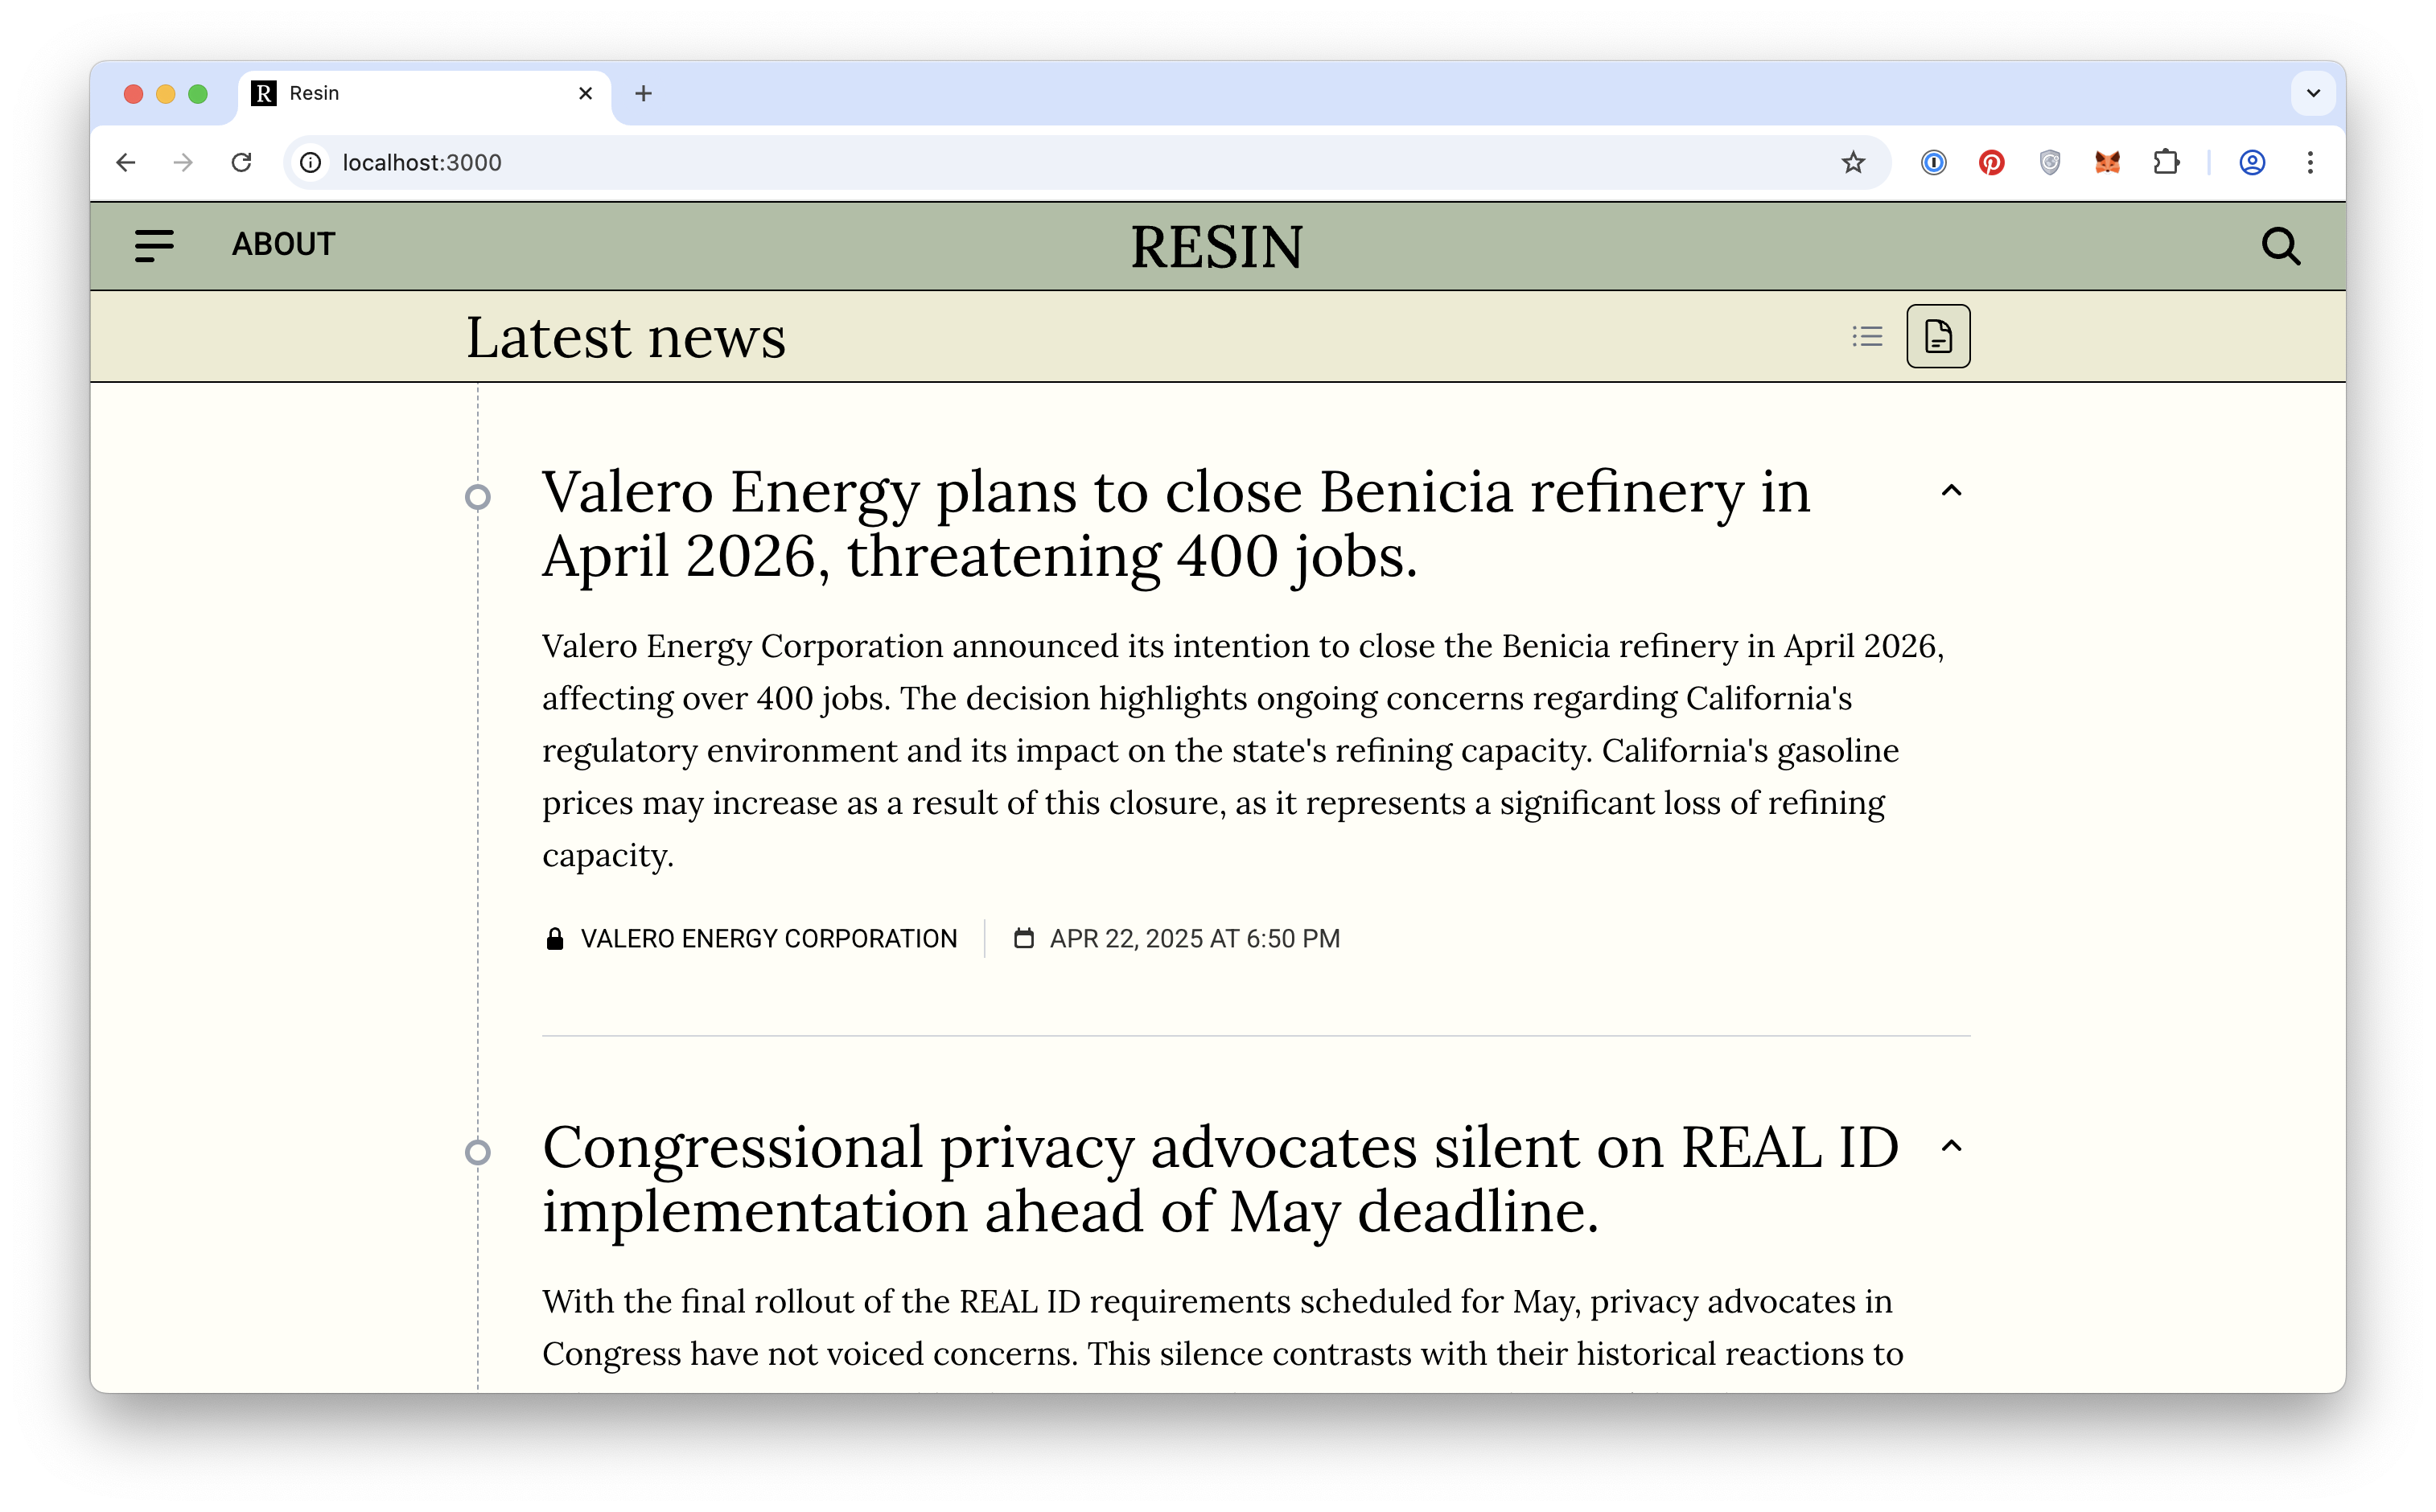 R Resin
localhost:3000
ABOUT
RESIN
Latest news
Valero Energy plans to close Benicia refinery in
April 2026, threatening 400 jobs.
Valero Energy Corporation announced its intention to close the Benicia refinery in April 2026,
affecting over 400 jobs. The decision highlights ongoing concerns regarding California's
regulatory environment and its impact on the state's refining capacity. California's gasoline
prices may increase as a result of this closure, as it represents a significant loss of refining
capacity.
VALERO ENERGY CORPORATION
APR 22, 2025 AT 6:50 PM
Congressional privacy advocates silent on REAL ID
implementation ahead of May deadline.
With the final rollout of the REAL ID requirements scheduled for May, privacy advocates in
Congress have not voiced concerns. This silence contrasts with their historical reactions to